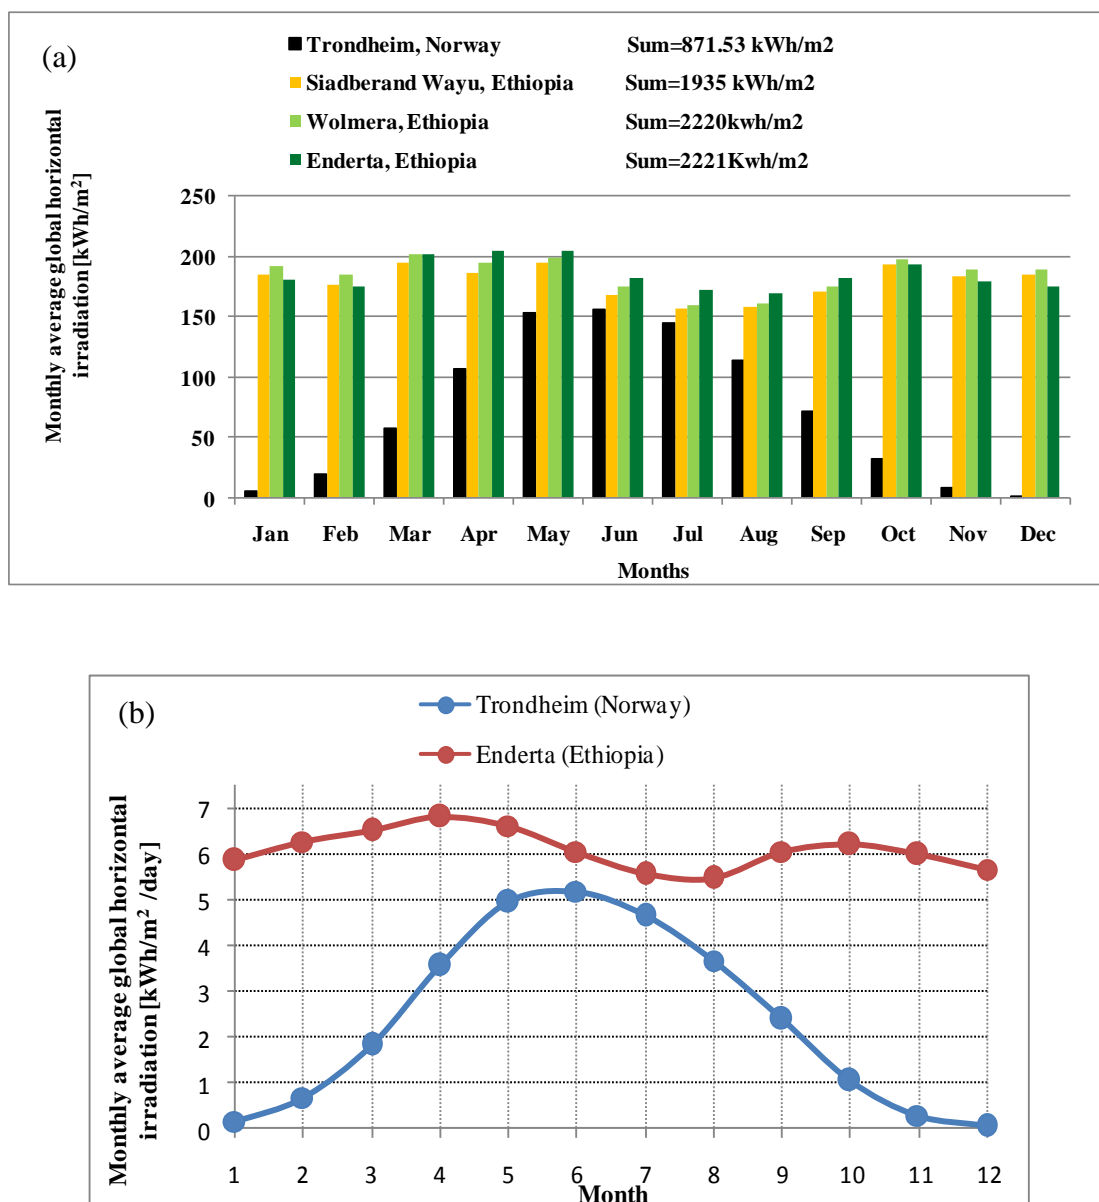 (a)
Trondheim, Norway Sum=871.53 kWh/m2
Siadberand Wayu, Ethiopia Sum=1935 kWh/m2
Wolmera, Ethiopia Sum=2220kwh/m2
Enderta, Ethiopia Sum=2221Kwh/m2
Monthly average global horizontal
irradiation[kWh/m²]
250
200
150
100
50
0
Jan Feb Mar Apr May Jun Jul Aug Sep Oct Nov Dec
Months
(b)
Trondheim (Norway)
Enderta (Ethiopia)
Monthly average global horizontal
irradiation[kWh/m² /day]
7
6
5
4
3
2
1
0
1 2 3 4 5 6 7 8 9 10 11 12
Month